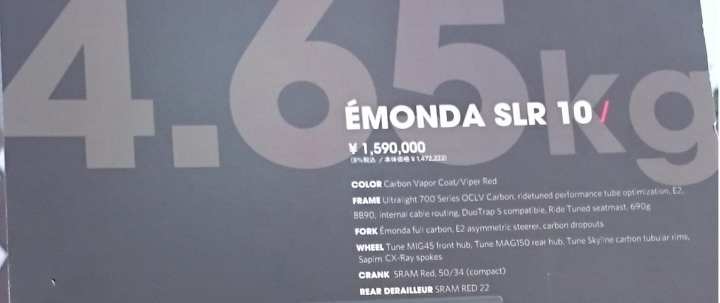 4.65kg
ÉMONDA SLR 10 /
¥ 1,590,000
(8%税込 / 本体価格 ¥ 1,472,222)
COLOR Carbon Vapor Coat/Viper Red
FRAME Ultralight 700 Series OCLV Carbon, ridetuned performance tube optimization, E2,
BB90, internal cable routing, DuoTrap S compatible, Ride Tuned seatmast, 690g
FORK Émonda full carbon, E2 asymmetric steerer, carbon dropouts
WHEEL Tune MIG45 front hub, Tune MAG150 rear hub, Tune Skyline carbon tubular rims,
Sapim CX-Ray spokes
CRANK SRAM Red, 50/34 (compact)
REAR DERAILLEUR SRAM RED 22